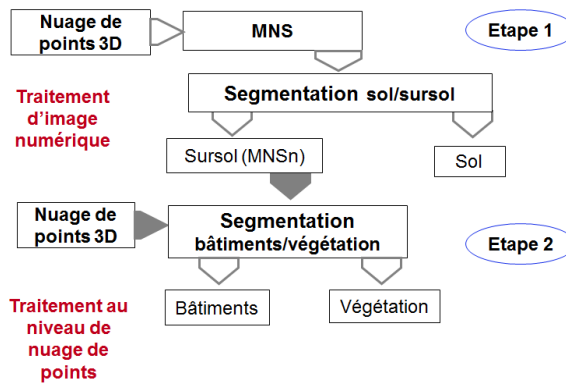 Nuage de
points 3D
MNS
Etape 1
Segmentation sol/sursol
Traitement
d'image
numérique
Sursol (MNSn)
Sol
Nuage de
points 3D
Segmentation
bâtiments/végétation
Etape 2
Bâtiments
Végétation
Traitement au
niveau de
nuage de
points